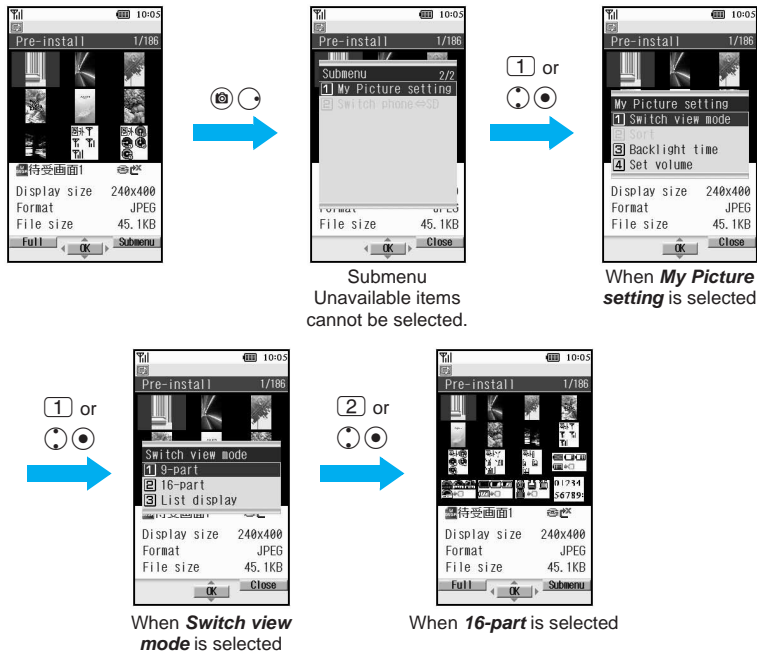 10:05
Pre-install 1/186
待受画面1
Display size 240x400
Format JPEG
File size 45.1KB
Full OK Submenu
10:05
Pre-install 1/186
Submenu 2/2
1 My Picture setting
2 Switch phone⇔SD
File size 45.1KB
OK Close
Submenu
Unavailable items
cannot be selected.
1 or
10:05
Pre-install 1/186
My Picture setting
1 Switch view mode
2 Sort
3 Backlight time
4 Set volume
Display size 240x400
Format JPEG
File size 45.1KB
OK Close
When My Picture
setting is selected
1 or
10:05
Pre-install 1/186
Switch view mode
1 9-part
2 16-part
3 List display
Display size 240x400
Format JPEG
File size 45.1KB
OK Close
When Switch view
mode is selected
2 or
10:05
Pre-install 1/186
01234
56789:
待受画面1
Display size 240x400
Format JPEG
File size 45.1KB
Full OK Submenu
When 16-part is selected